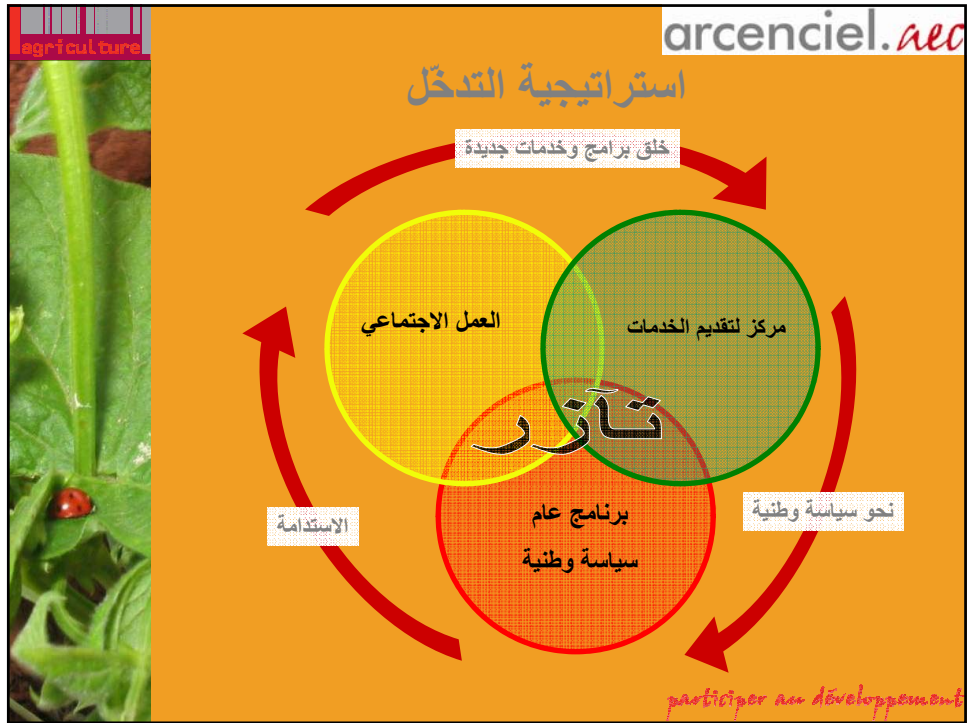 agriculture
arcenciel.aec
استراتيجية التدخّل
خلق برامج وخدمات جديدة
العمل الاجتماعي
مركز لتقديم الخدمات
تآزر
برنامج عام
سياسة وطنية
نحو سياسة وطنية
الاستدامة
participer au développement